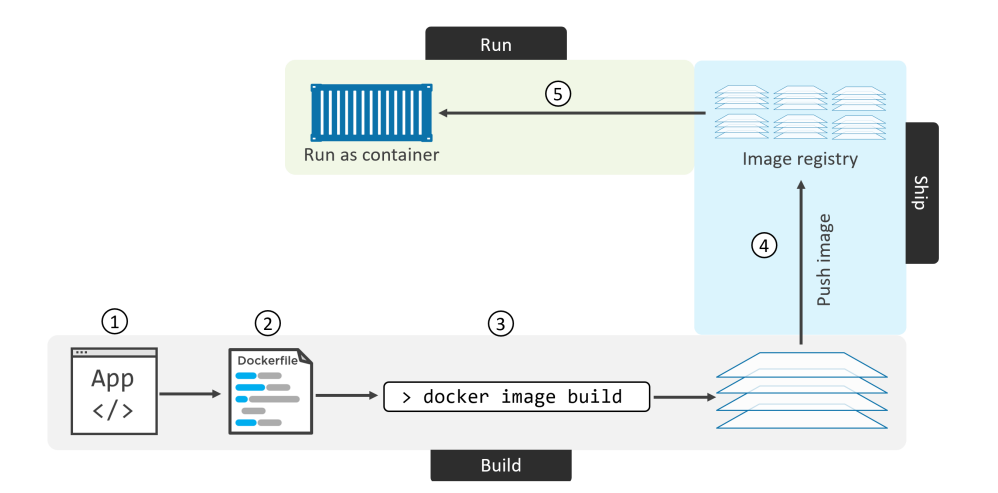 Run
5
Run as container
Image registry
Ship
4
Push image
1
2
3
App
</>
Dockerfile
> docker image build
Build